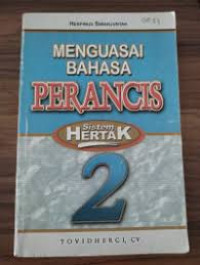 MENGUASAI
BAHASA
PERANCIS
Sistem
HERTAK
2
TOVIDHERCI, CV.